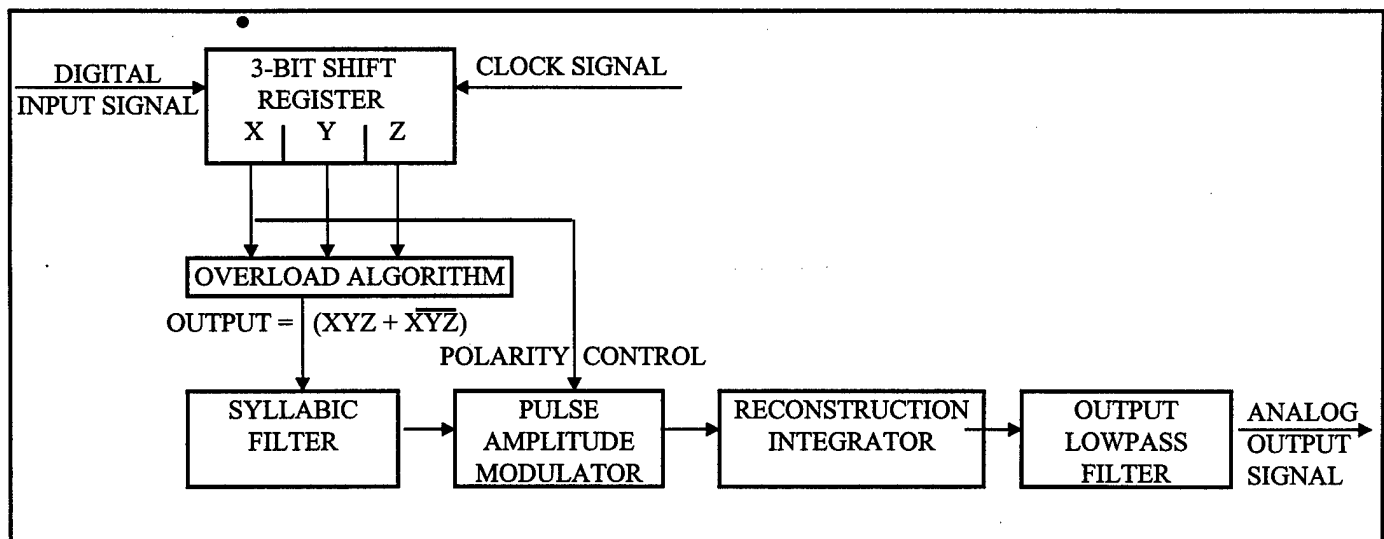 DIGITAL
INPUT SIGNAL
3-BIT SHIFT
REGISTER
X | Y | Z
CLOCK SIGNAL
OVERLOAD ALGORITHM
OUTPUT = (XYZ + X̅Y̅Z̅)
POLARITY CONTROL
SYLLABIC
FILTER
PULSE
AMPLITUDE
MODULATOR
RECONSTRUCTION
INTEGRATOR
OUTPUT
LOWPASS
FILTER
ANALOG
OUTPUT
SIGNAL